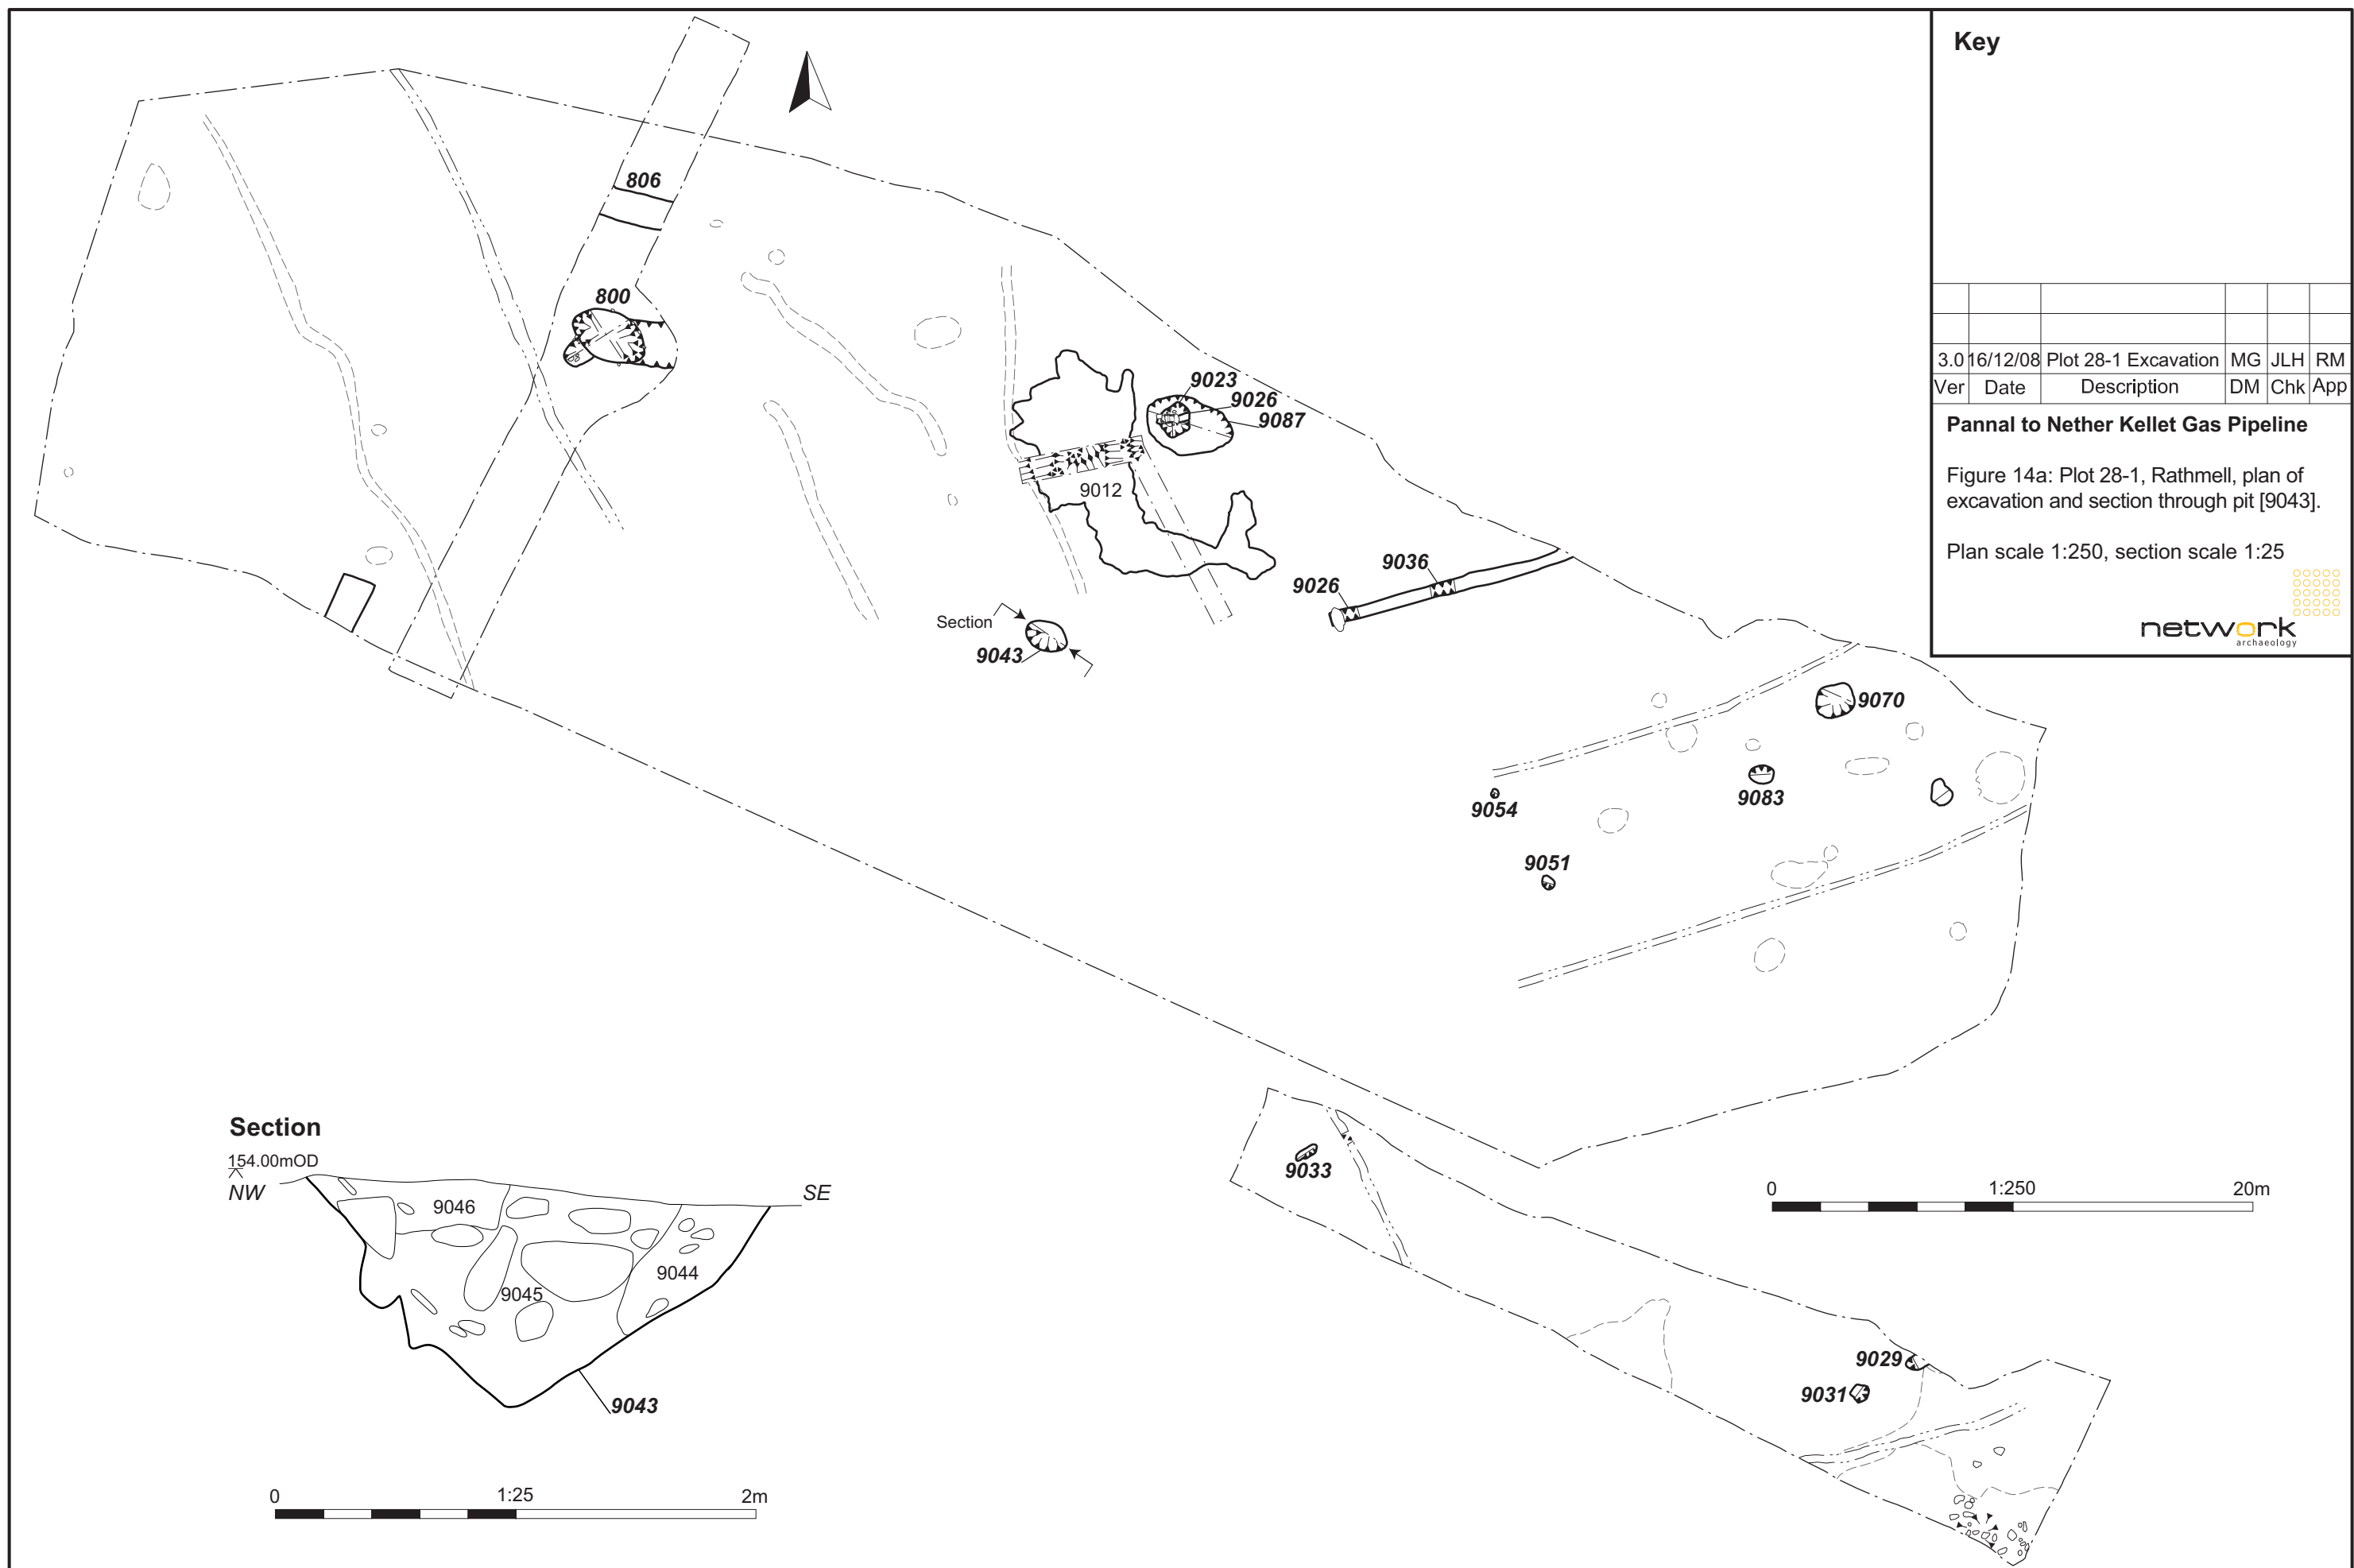 Key
3.0 16/12/08 Plot 28-1 Excavation MG JLH RM
Ver Date Description DM Chk App
Pannal to Nether Kellet Gas Pipeline
Figure 14a: Plot 28-1, Rathmell, plan of
excavation and section through pit [9043].
Plan scale 1:250, section scale 1:25
network
archaeology
806
800
9023
9026
9087
9012
9036
9026
Section
9043
9070
9083
9054
9051
9033
0 1:250 20m
9029
9031
Section
154.00mOD
NW
SE
9046
9044
9045
9043
0 1:25 2m